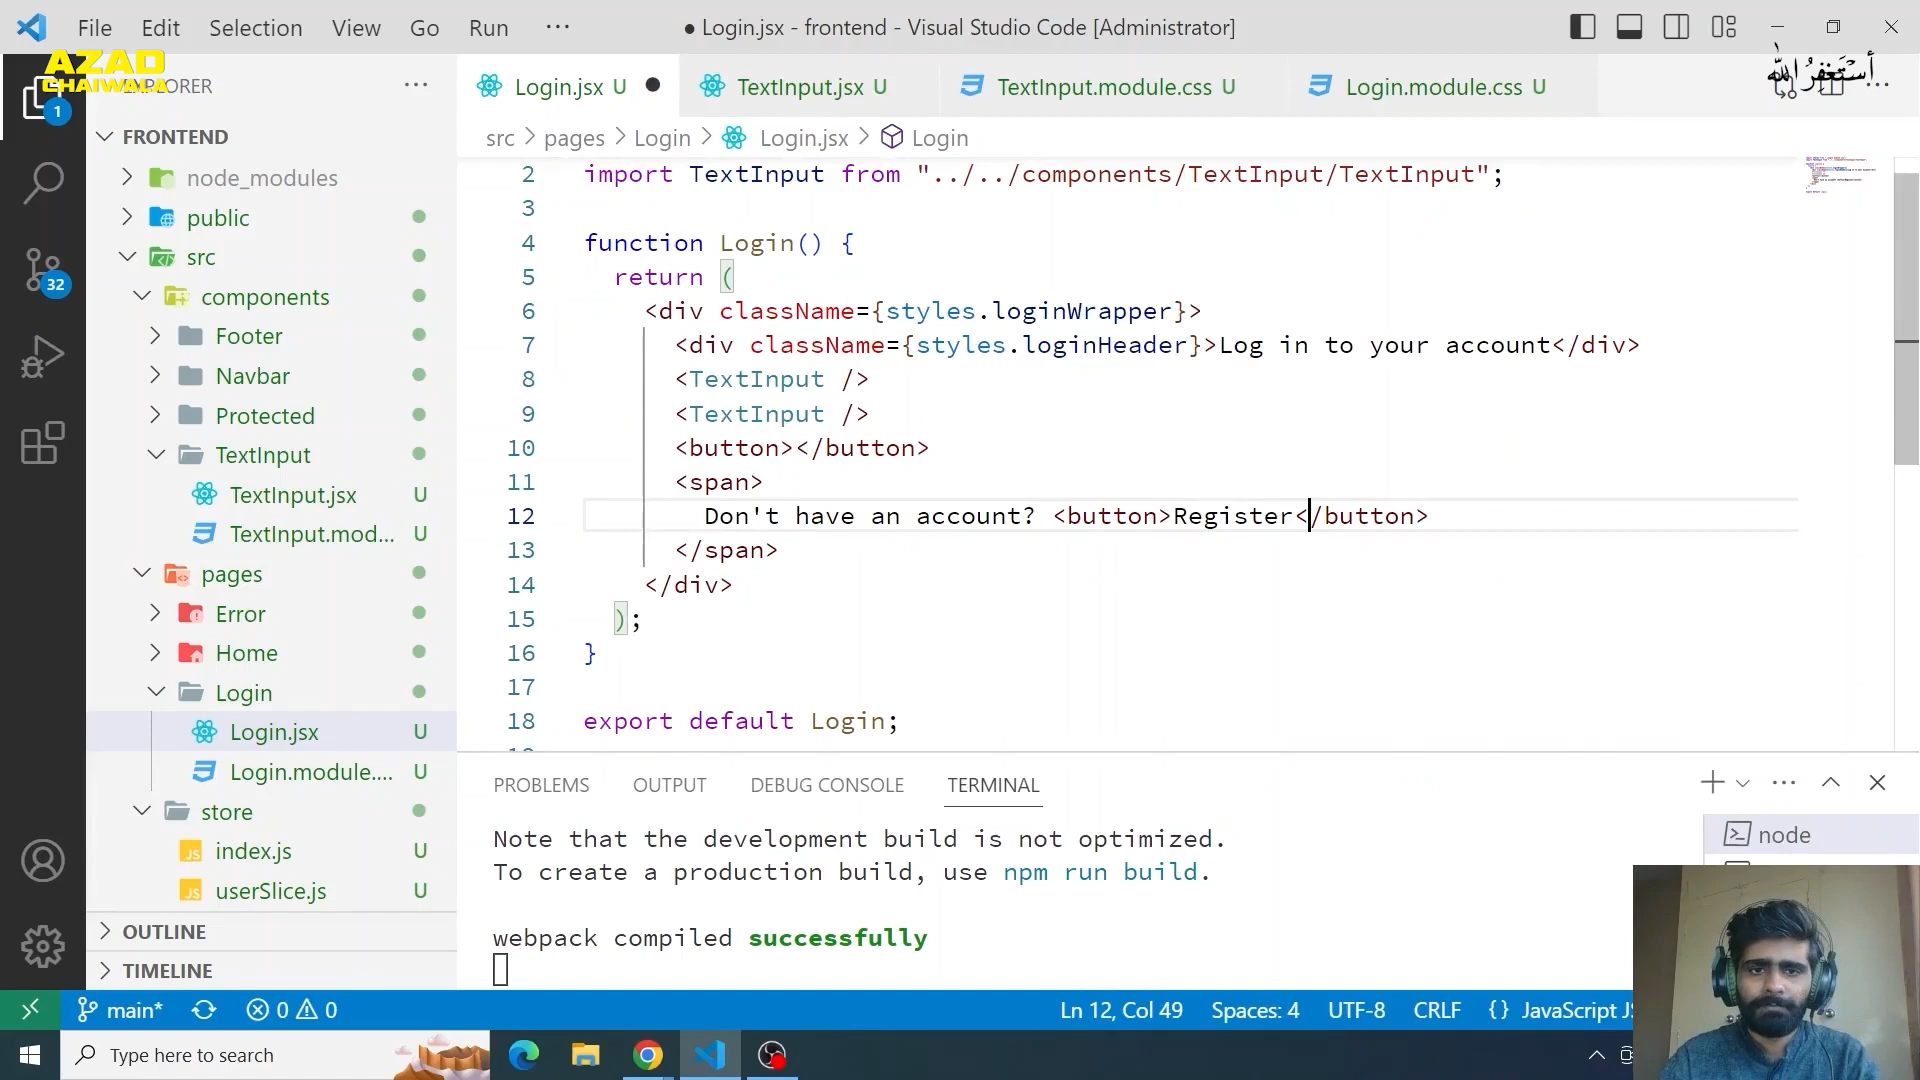 File Edit Selection View Go Run ···
● Login.jsx - frontend - Visual Studio Code [Administrator]
AZAD
CHAIWALA
EXPLORER
Login.jsx U
TextInput.jsx U
TextInput.module.css U
Login.module.css U
أستغفر الله
src > pages > Login > Login.jsx > Login
FRONTEND
node_modules
public
src
components
Footer
Navbar
Protected
TextInput
TextInput.jsx U
TextInput.mod... U
pages
Error
Home
Login
Login.jsx U
Login.module.... U
store
index.js U
userSlice.js U
OUTLINE
TIMELINE
1
32
2 import TextInput from "../../components/TextInput/TextInput";
3
4 function Login() {
5 return (
6 <div className={styles.loginWrapper}>
7 <div className={styles.loginHeader}>Log in to your account</div>
8 <TextInput />
9 <TextInput />
10 <button></button>
11 <span>
12 Don't have an account? <button>Register</button>
13 </span>
14 </div>
15 );
16 }
17
18 export default Login;
PROBLEMS OUTPUT DEBUG CONSOLE TERMINAL
Note that the development build is not optimized.
To create a production build, use npm run build.
webpack compiled successfully
node
main* 0 0
Ln 12, Col 49 Spaces: 4 UTF-8 CRLF {} JavaScript
Type here to search